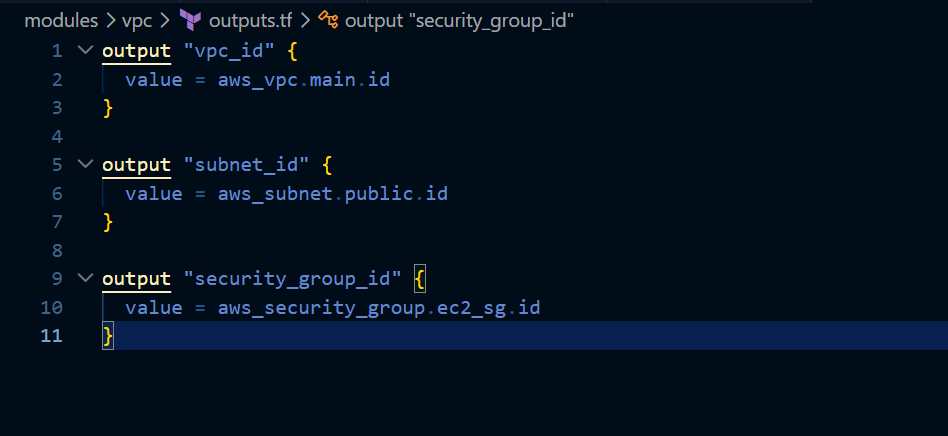 modules > vpc > outputs.tf > output "security_group_id"
1 output "vpc_id" {
2   value = aws_vpc.main.id
3 }
4
5 output "subnet_id" {
6   value = aws_subnet.public.id
7 }
8
9 output "security_group_id" {
10   value = aws_security_group.ec2_sg.id
11 }